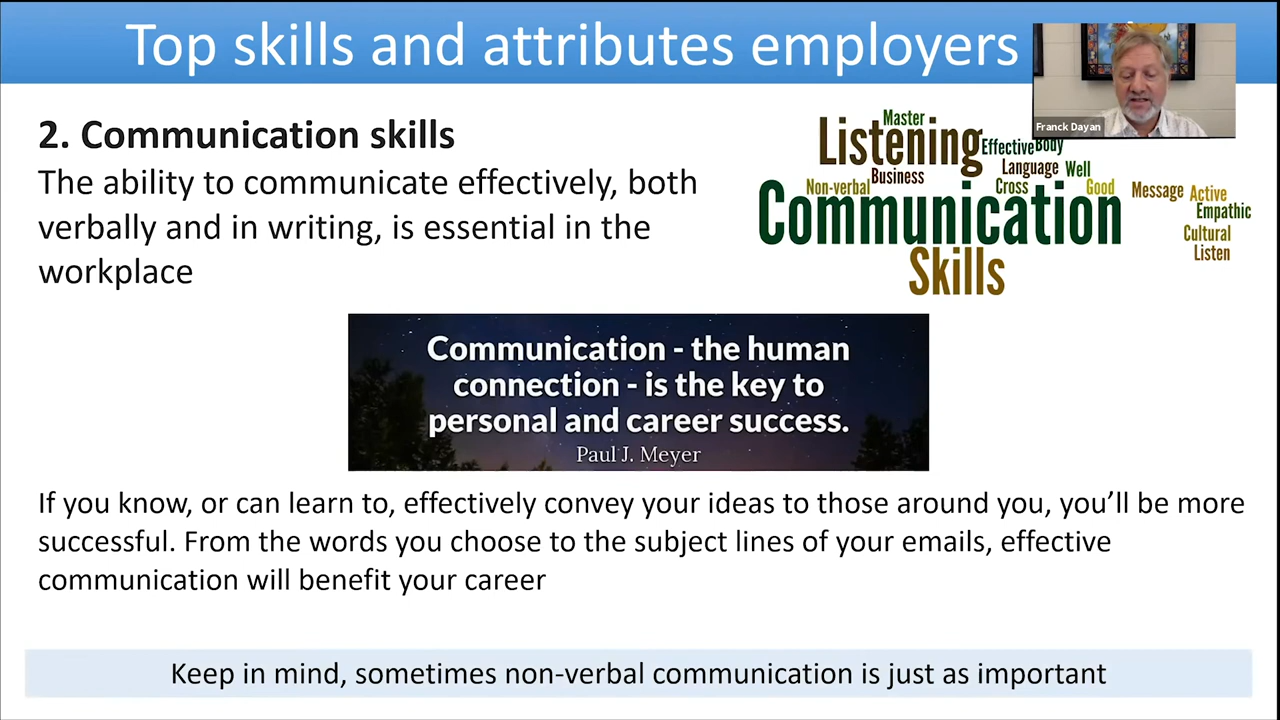 Top skills and attributes employers
Franck Dayan
2. Communication skills
The ability to communicate effectively, both
verbally and in writing, is essential in the
workplace
Master
Listening
Effective Body
Language Well
Business
Non-verbal
Cross
Good
Message Active
Communication
Empathic
Cultural
Listen
Skills
Communication - the human
connection - is the key to
personal and career success.
Paul J. Meyer
If you know, or can learn to, effectively convey your ideas to those around you, you’ll be more
successful. From the words you choose to the subject lines of your emails, effective
communication will benefit your career
Keep in mind, sometimes non-verbal communication is just as important